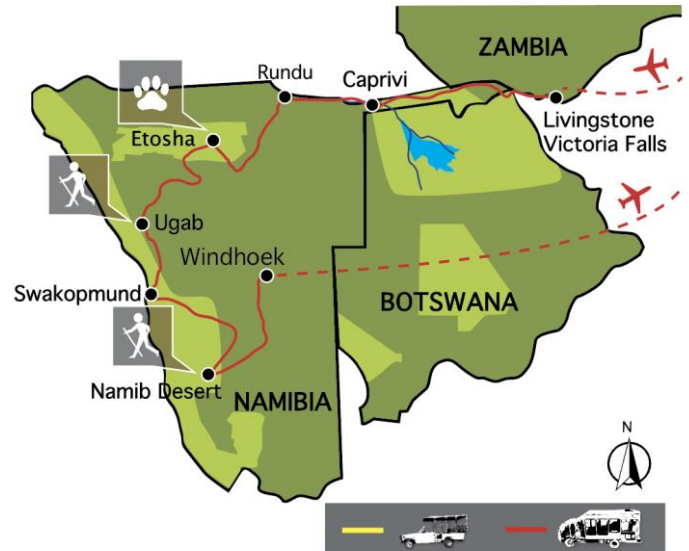 ZAMBIA
Rundu
Caprivi
Livingstone
Victoria Falls
Etosha
Ugab
Windhoek
Swakopmund
BOTSWANA
Namib Desert
NAMIBIA
N